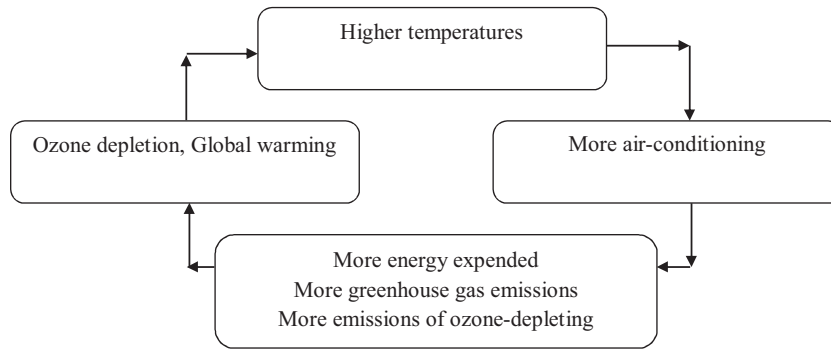 Higher temperatures
Ozone depletion, Global warming
More air-conditioning
More energy expended
More greenhouse gas emissions
More emissions of ozone-depleting